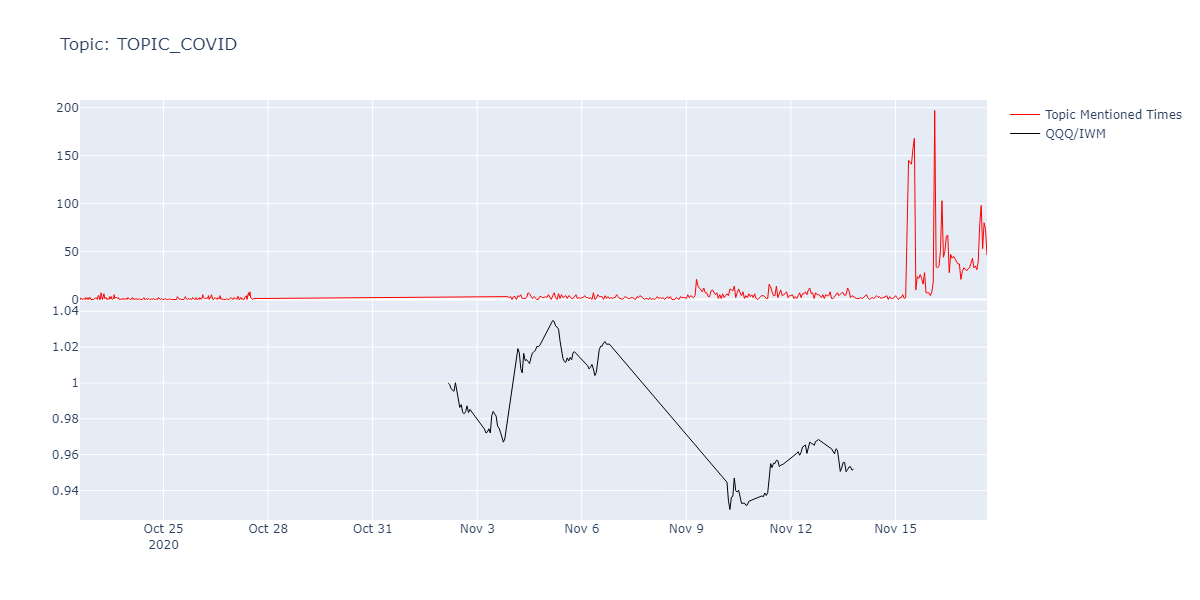 Topic: TOPIC_COVID
200
150
100
50
0
Topic Mentioned Times
QQQ/IWM
1.04
1.02
1
0.98
0.96
0.94
Oct 25
2020
Oct 28
Oct 31
Nov 3
Nov 6
Nov 9
Nov 12
Nov 15